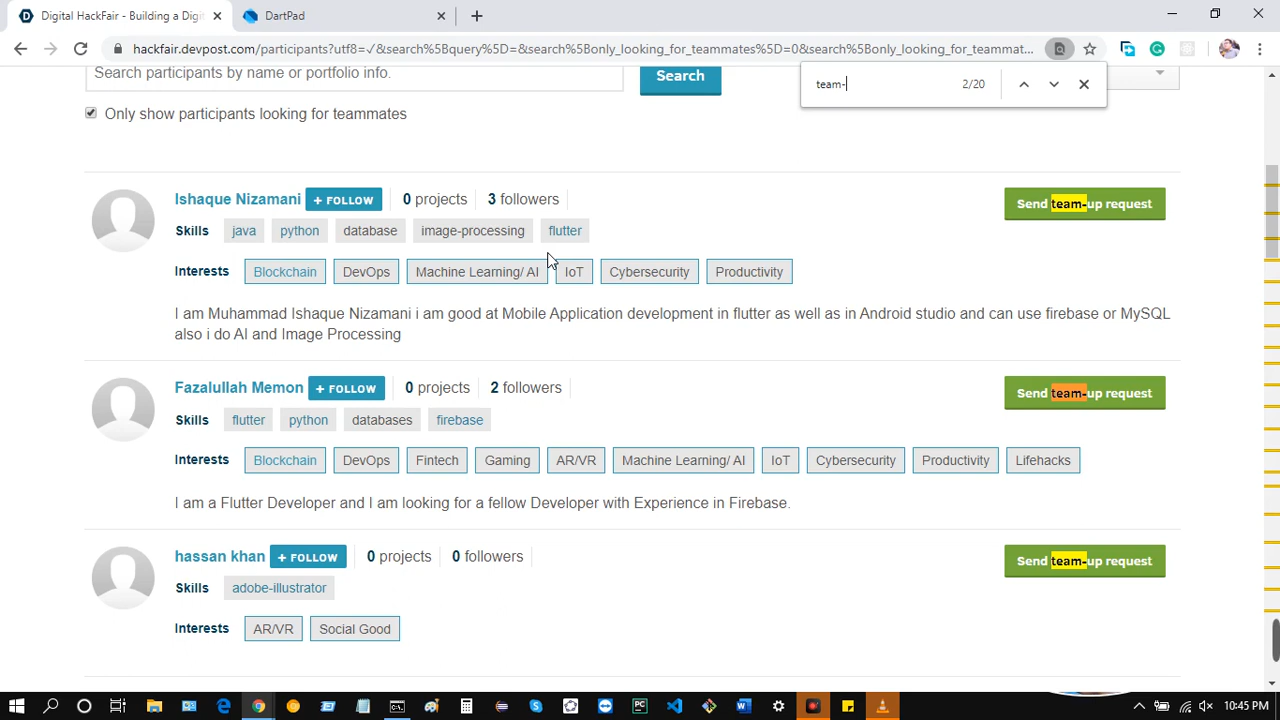 Digital HackFair - Building a Digi
DartPad
hackfair.devpost.com/participants?utf8=✓&search%5Bquery%5D=&search%5Bonly_looking_for_teammates%5D=0&search%5Bonly_looking_for_teammat...
team-
2/20
Search participants by name or portfolio info.
Search
Only show participants looking for teammates
Ishaque Nizamani + FOLLOW 0 projects 3 followers
Send team-up request
Skills java python database image-processing flutter
Interests Blockchain DevOps Machine Learning/ AI IoT Cybersecurity Productivity
I am Muhammad Ishaque Nizamani i am good at Mobile Application development in flutter as well as in Android studio and can use firebase or MySQL
also i do AI and Image Processing
Fazalullah Memon + FOLLOW 0 projects 2 followers
Send team-up request
Skills flutter python databases firebase
Interests Blockchain DevOps Fintech Gaming AR/VR Machine Learning/ AI IoT Cybersecurity Productivity Lifehacks
I am a Flutter Developer and I am looking for a fellow Developer with Experience in Firebase.
hassan khan + FOLLOW 0 projects 0 followers
Send team-up request
Skills adobe-illustrator
Interests AR/VR Social Good
10:45 PM